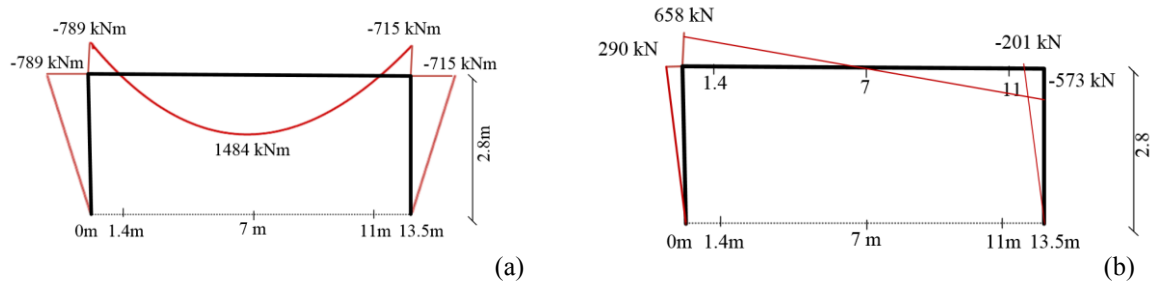 -789 kNm
-715 kNm
-789 kNm
-715 kNm
1484 kNm
2.8m
0m 1.4m 7 m 11m 13.5m
(a)
658 kN
290 kN
-201 kN
-573 kN
1.4 7 11
2.8
0m 1.4m 7 m 11m 13.5m
(b)